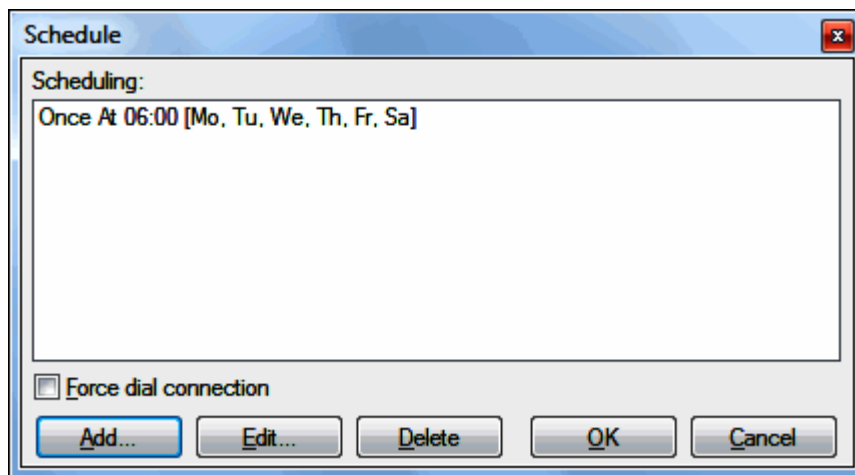 Schedule
Scheduling:
Once At 06:00 [Mo, Tu, We, Th, Fr, Sa]
Force dial connection
Add... Edit... Delete OK Cancel